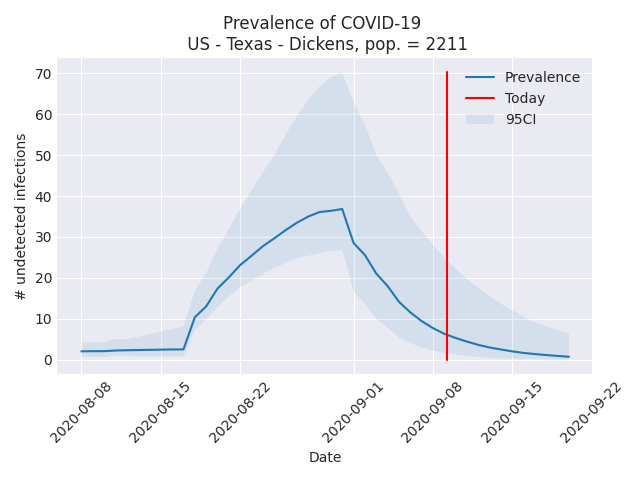 Prevalence of COVID-19
US - Texas - Dickens, pop. = 2211
70
60
50
40
30
20
10
0
# undetected infections
Prevalence
Today
95CI
2020-08-08
2020-08-15
2020-08-22
2020-09-01
2020-09-08
2020-09-15
2020-09-22
Date